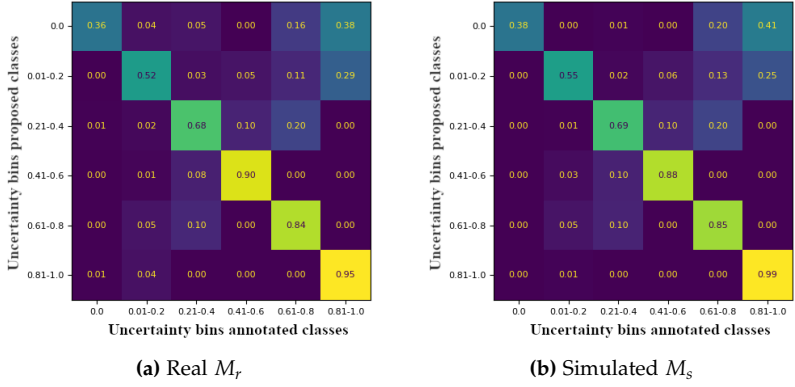 Uncertainty bins proposed classes
0.0 0.36 0.04 0.05 0.00 0.16 0.38
0.01-0.2 0.00 0.52 0.03 0.05 0.11 0.29
0.21-0.4 0.01 0.02 0.68 0.10 0.20 0.00
0.41-0.6 0.00 0.01 0.08 0.90 0.00 0.00
0.61-0.8 0.00 0.05 0.10 0.00 0.84 0.00
0.81-1.0 0.01 0.04 0.00 0.00 0.00 0.95
0.0 0.01-0.2 0.21-0.4 0.41-0.6 0.61-0.8 0.81-1.0
Uncertainty bins annotated classes
(a) Real M_r
Uncertainty bins proposed classes
0.0 0.38 0.00 0.01 0.00 0.20 0.41
0.01-0.2 0.00 0.55 0.02 0.06 0.13 0.25
0.21-0.4 0.00 0.01 0.69 0.10 0.20 0.00
0.41-0.6 0.00 0.03 0.10 0.88 0.00 0.00
0.61-0.8 0.00 0.05 0.10 0.00 0.85 0.00
0.81-1.0 0.00 0.01 0.00 0.00 0.00 0.99
0.0 0.01-0.2 0.21-0.4 0.41-0.6 0.61-0.8 0.81-1.0
Uncertainty bins annotated classes
(b) Simulated M_s